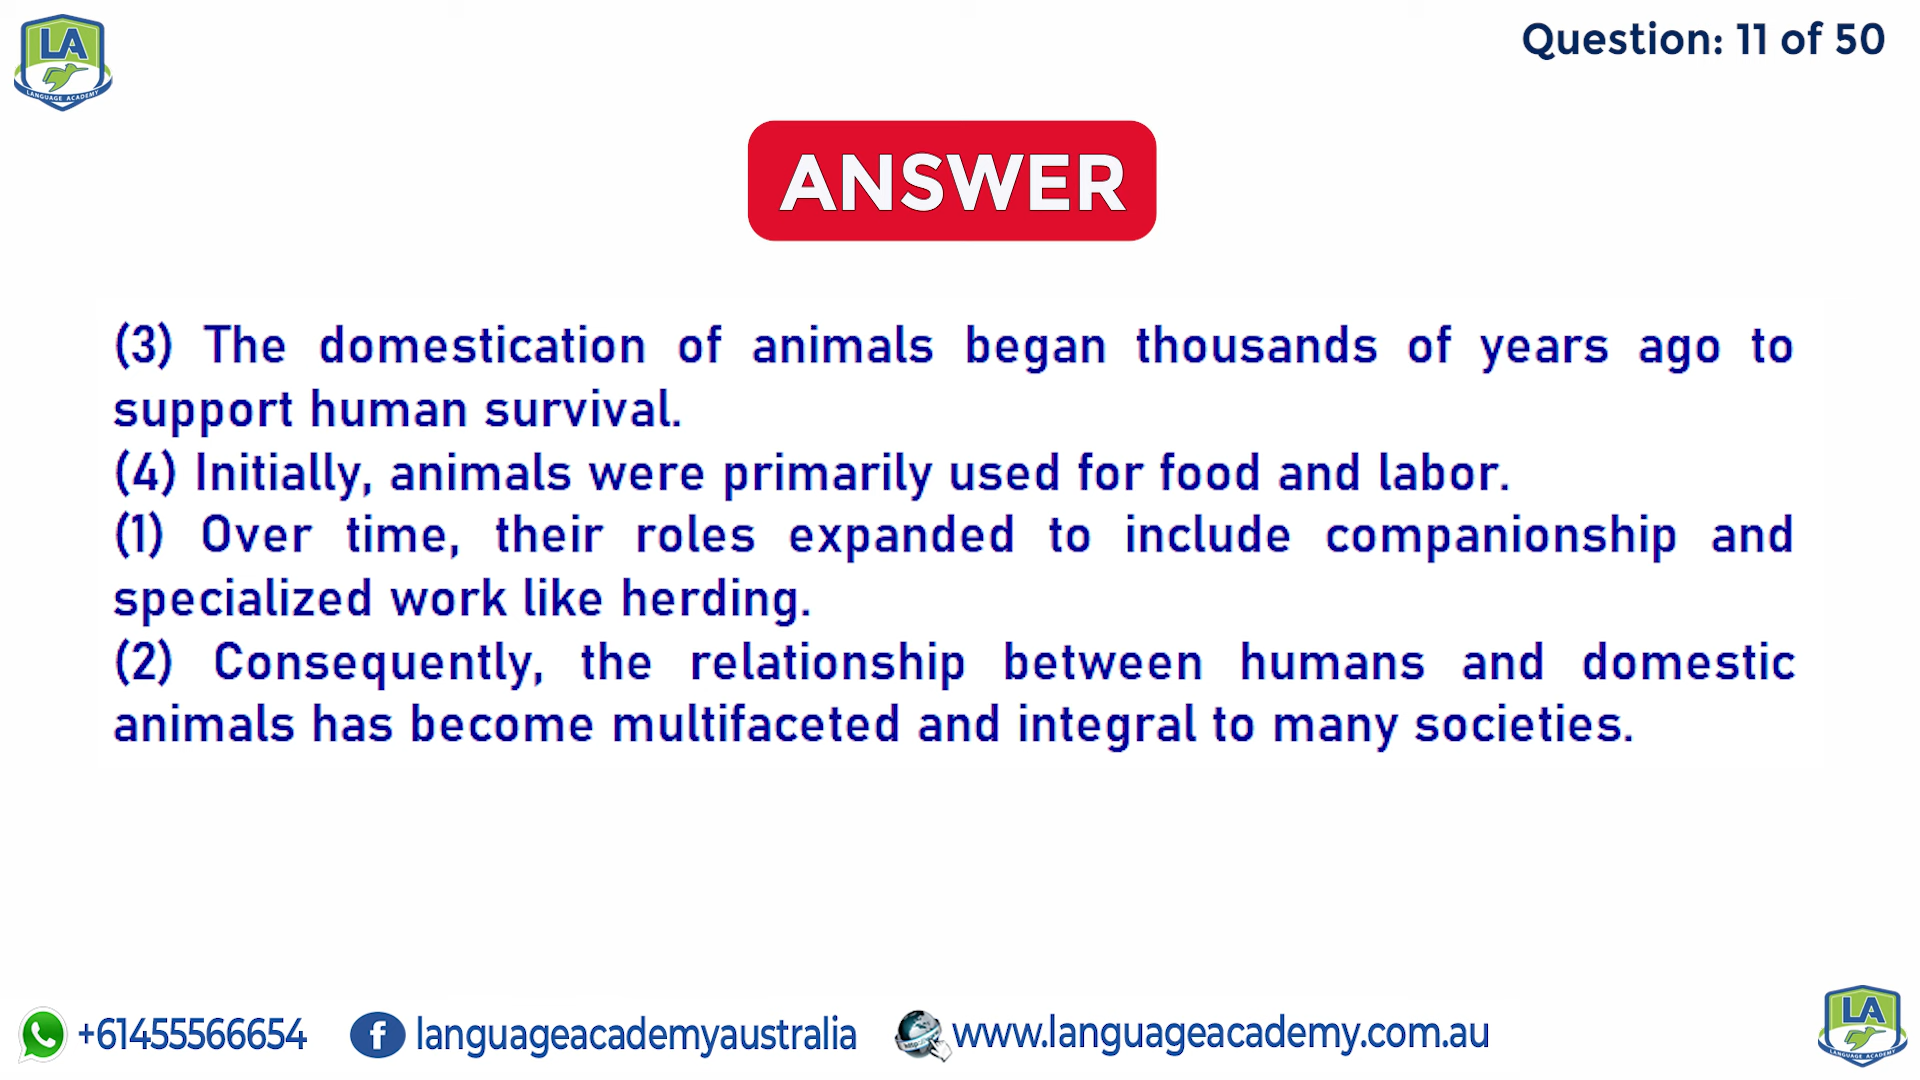 LA
LANGUAGE ACADEMY
Question: 11 of 50
ANSWER
(3) The domestication of animals began thousands of years ago to
support human survival.
(4) Initially, animals were primarily used for food and labor.
(1) Over time, their roles expanded to include companionship and
specialized work like herding.
(2) Consequently, the relationship between humans and domestic
animals has become multifaceted and integral to many societies.
+61455566654
f languageacademyaustralia
www.languageacademy.com.au
LA
LANGUAGE ACADEMY